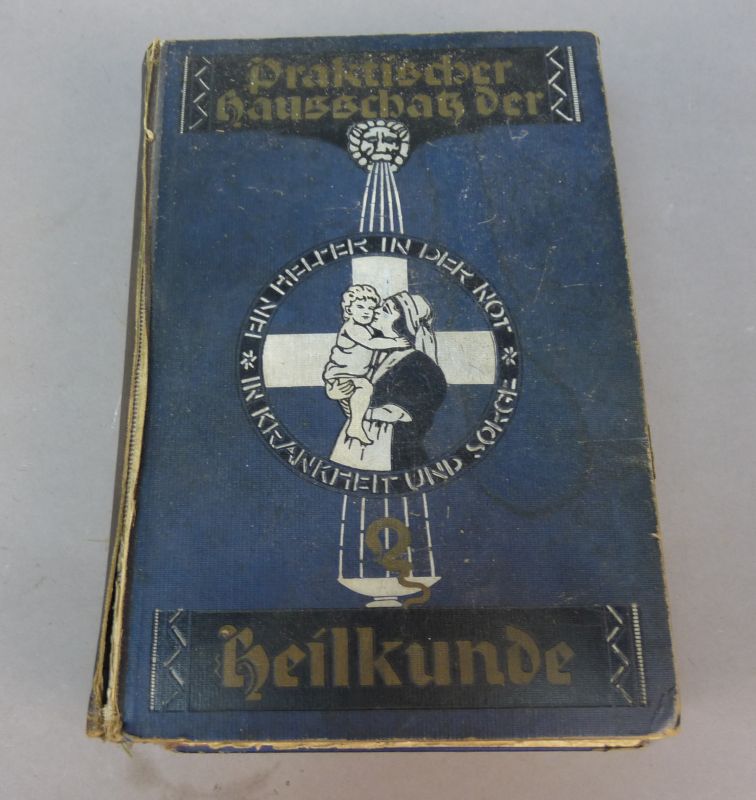 Praktischer
Hausschatz der
* EIN HELFER IN DER NOT *
IN KRANKHEIT UND SORGE
Heilkunde